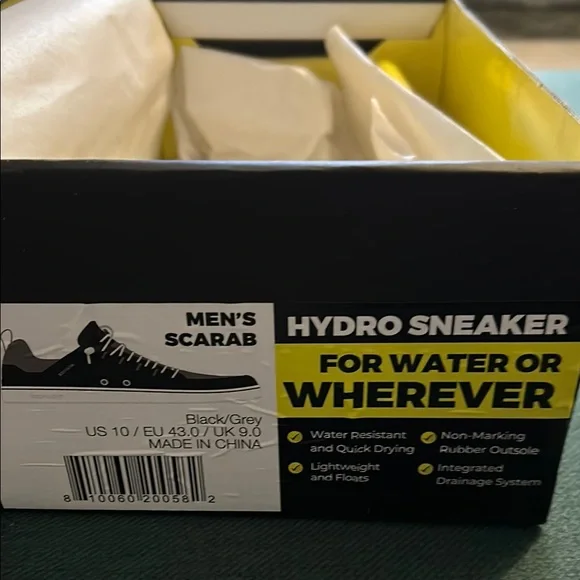 MEN'S
SCARAB
Black/Grey
US 10 / EU 43.0 / UK 9.0
MADE IN CHINA
8 10060 20058 2
HYDRO SNEAKER
FOR WATER OR
WHEREVER
Water Resistant
and Quick Drying
Lightweight
and Floats
Non-Marking
Rubber Outsole
Integrated
Drainage System